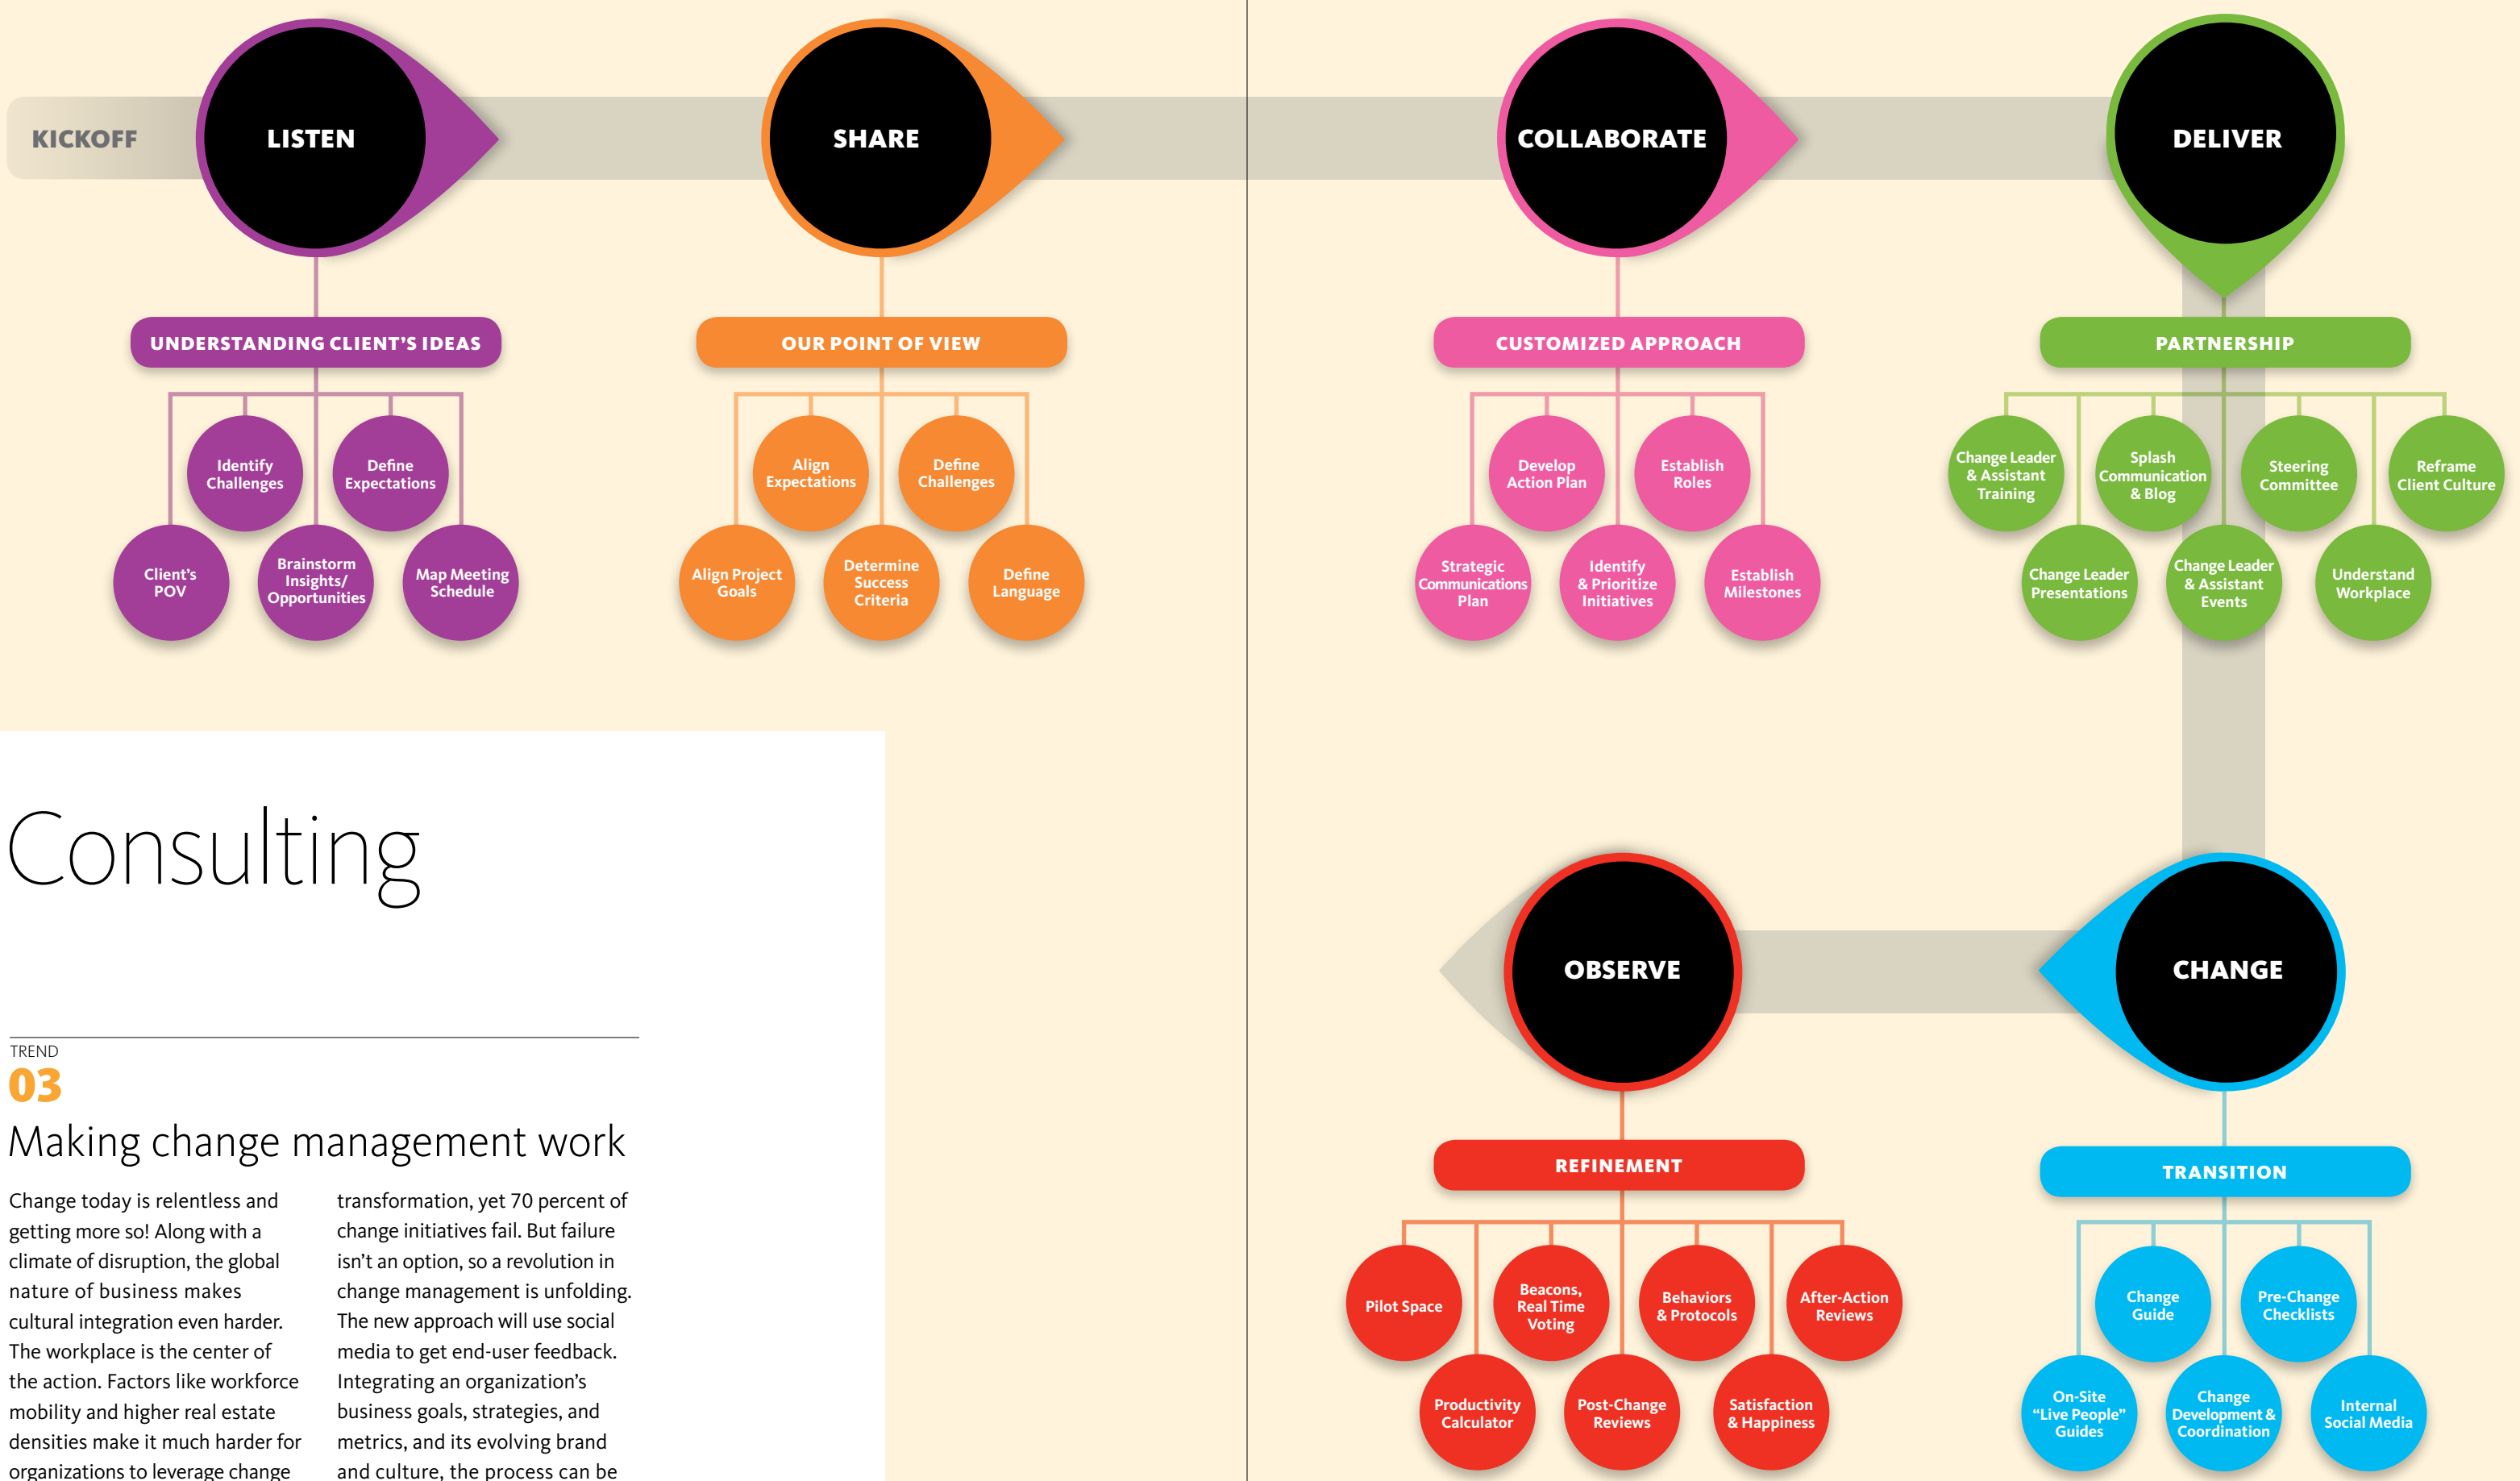 KICKOFF
LISTEN
SHARE
COLLABORATE
DELIVER
UNDERSTANDING CLIENT’S IDEAS
Identify
Challenges
Define
Expectations
Client’s
POV
Brainstorm
Insights/
Opportunities
Map Meeting
Schedule
OUR POINT OF VIEW
Align
Expectations
Define
Challenges
Align Project
Goals
Determine
Success
Criteria
Define
Language
CUSTOMIZED APPROACH
Develop
Action Plan
Establish
Roles
Strategic
Communications
Plan
Identify
& Prioritize
Initiatives
Establish
Milestones
PARTNERSHIP
Change Leader
& Assistant
Training
Splash
Communication
& Blog
Steering
Committee
Reframe
Client Culture
Change Leader
Presentations
Change Leader
& Assistant
Events
Understand
Workplace
CHANGE
TRANSITION
Change
Guide
Pre-Change
Checklists
On-Site
“Live People”
Guides
Change
Development &
Coordination
Internal
Social Media
OBSERVE
REFINEMENT
Pilot Space
Beacons,
Real Time
Voting
Behaviors
& Protocols
After-Action
Reviews
Productivity
Calculator
Post-Change
Reviews
Satisfaction
& Happiness
Consulting
TREND
03
Making change management work
Change today is relentless and
getting more so! Along with a
climate of disruption, the global
nature of business makes
cultural integration even harder.
The workplace is the center of
the action. Factors like workforce
mobility and higher real estate
densities make it much harder for
organizations to leverage change
transformation, yet 70 percent of
change initiatives fail. But failure
isn’t an option, so a revolution in
change management is unfolding.
The new approach will use social
media to get end-user feedback.
Integrating an organization’s
business goals, strategies, and
metrics, and its evolving brand
and culture, the process can be